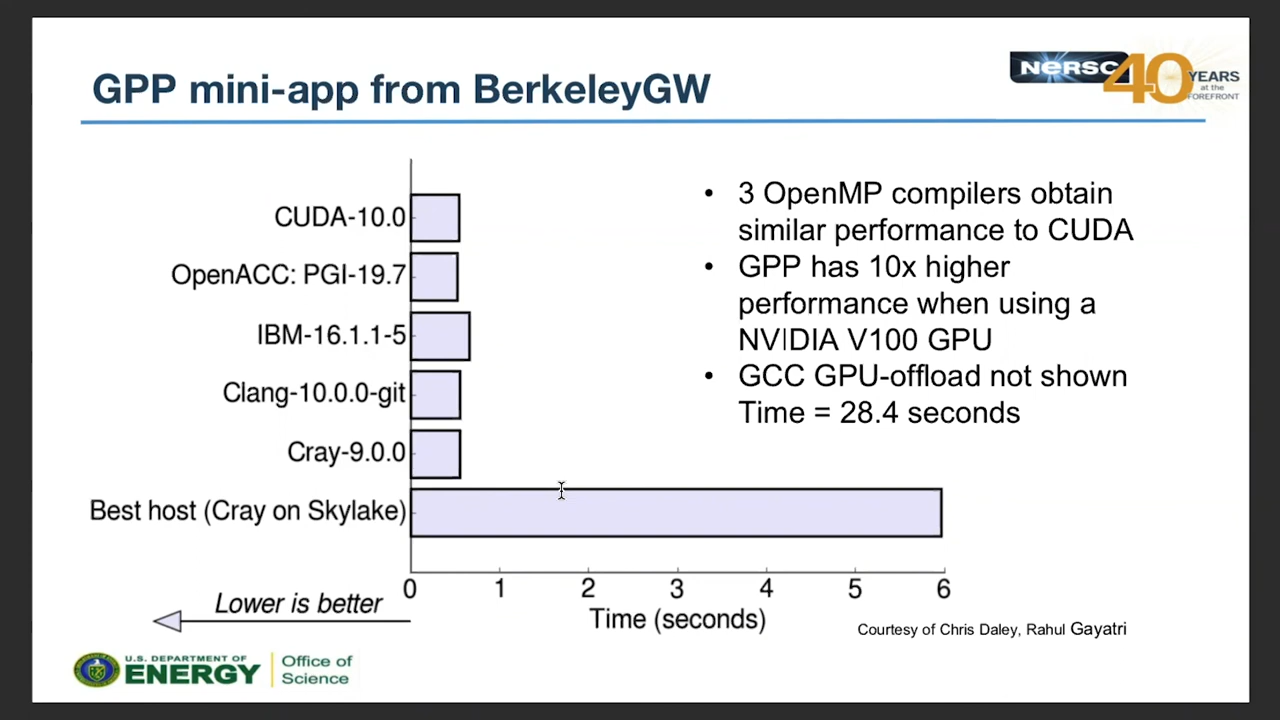 GPP mini-app from BerkeleyGW
NERSC 40 YEARS
at the
FOREFRONT
CUDA-10.0
OpenACC: PGI-19.7
IBM-16.1.1-5
Clang-10.0.0-git
Cray-9.0.0
Best host (Cray on Skylake)
0 1 2 3 4 5 6
Time (seconds)
Lower is better
• 3 OpenMP compilers obtain
similar performance to CUDA
• GPP has 10x higher
performance when using a
NVIDIA V100 GPU
• GCC GPU-offload not shown
Time = 28.4 seconds
Courtesy of Chris Daley, Rahul Gayatri
U.S. DEPARTMENT OF
ENERGY
Office of
Science